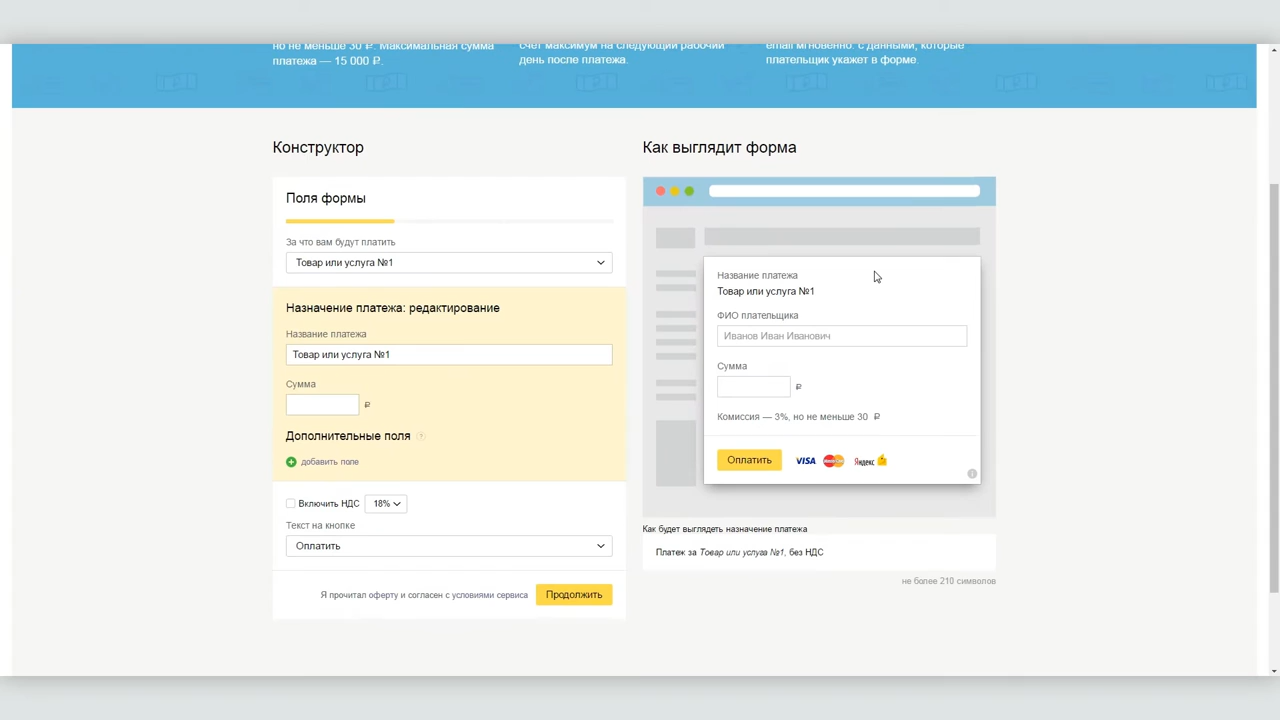 но не меньше 30 ₽. Максимальная сумма
платежа — 15 000 ₽.
счет максимум на следующий рабочий
день после платежа.
email мгновенно: с данными, которые
плательщик укажет в форме.
Конструктор
Поля формы
За что вам будут платить
Товар или услуга №1
Назначение платежа: редактирование
Название платежа
Товар или услуга №1
Сумма
₽
Дополнительные поля ?
добавить поле
Включить НДС 18%
Текст на кнопке
Оплатить
Я прочитал оферту и согласен с условиями сервиса Продолжить
Как выглядит форма
Название платежа
Товар или услуга №1
ФИО плательщика
Иванов Иван Иванович
Сумма
₽
Комиссия — 3%, но не меньше 30 ₽
Оплатить VISA MasterCard Яндекс
Как будет выглядеть назначение платежа
Платеж за Товар или услуга №1, без НДС
не более 210 символов